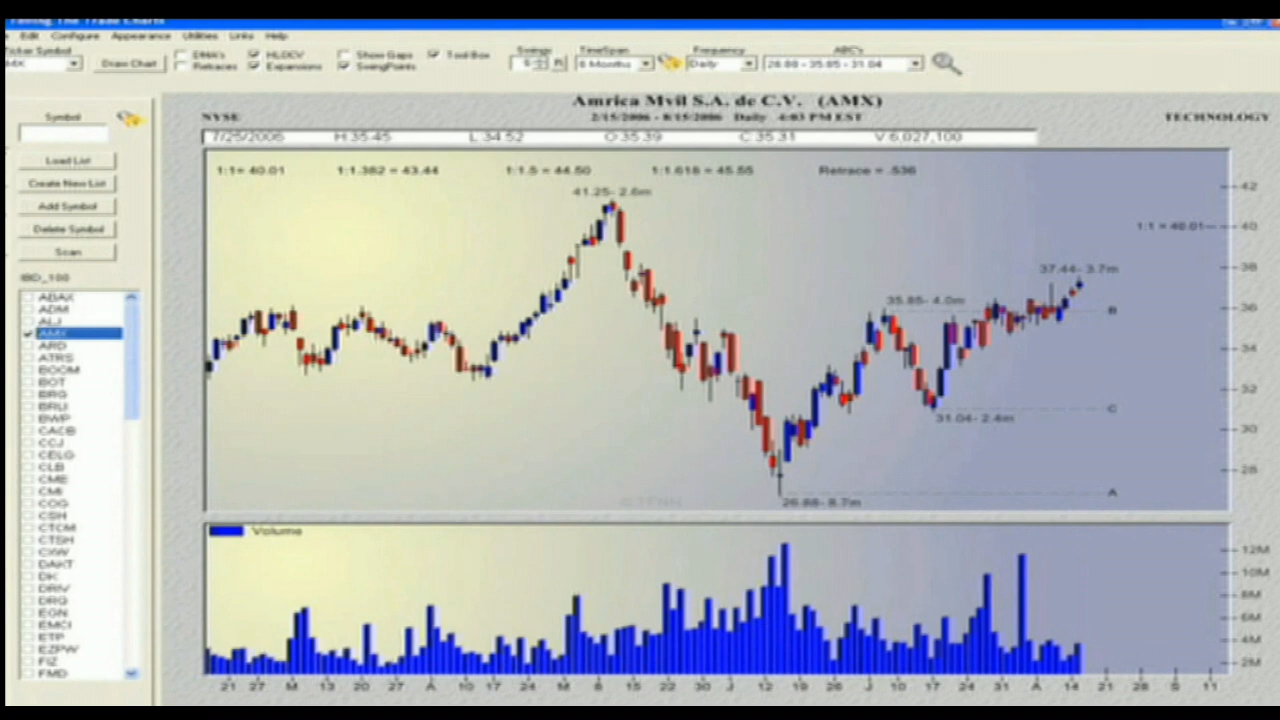 Edit Configure Appearance Utilities Links Help
Ticker Symbol
Draw Chart
DMA's HLOCV Show Gaps Tool Box
Retraces Expansions SwingPoints
Swings TimeSpan Frequency ABC's
6 Months Daily 26.88 - 35.85 - 31.04
Amrica Mvil S.A. de C.V. (AMX)
NYSE 2/15/2006 - 8/15/2006 Daily 4:03 PM EST TECHNOLOGY
7/25/2006 H:35.45 L:34.52 O:35.39 C:35.31 V:6,027,100
1:1= 40.01 1:1.382 = 43.44 1:1.5 = 44.50 1:1.618 = 45.55 Retrace = .536
Symbol
Load List
Create New List
Add Symbol
Delete Symbol
Scan
IBD_100
ABAX
ADM
ALJ
AMX
ARD
ATRS
BOOM
BOT
BRG
BRLI
BWP
CACB
CCJ
CELG
CLB
CME
CMI
COG
CSH
CTCM
CTSH
CXW
DAKT
DK
DRIV
DRQ
EGN
EMCI
ETP
EZPW
FIZ
FMD
41.25- 2.6m
1:1 = 40.01
37.44- 3.7m
35.85- 4.0m
B
31.04- 2.4m
C
26.88- 8.7m
A
42
40
38
36
34
32
30
28
Volume
12M
10M
8M
6M
4M
2M
21 27 M 13 20 27 A 10 17 24 M 8 15 22 30 J 12 19 26 J 10 17 24 31 A 14 21 28 S 11